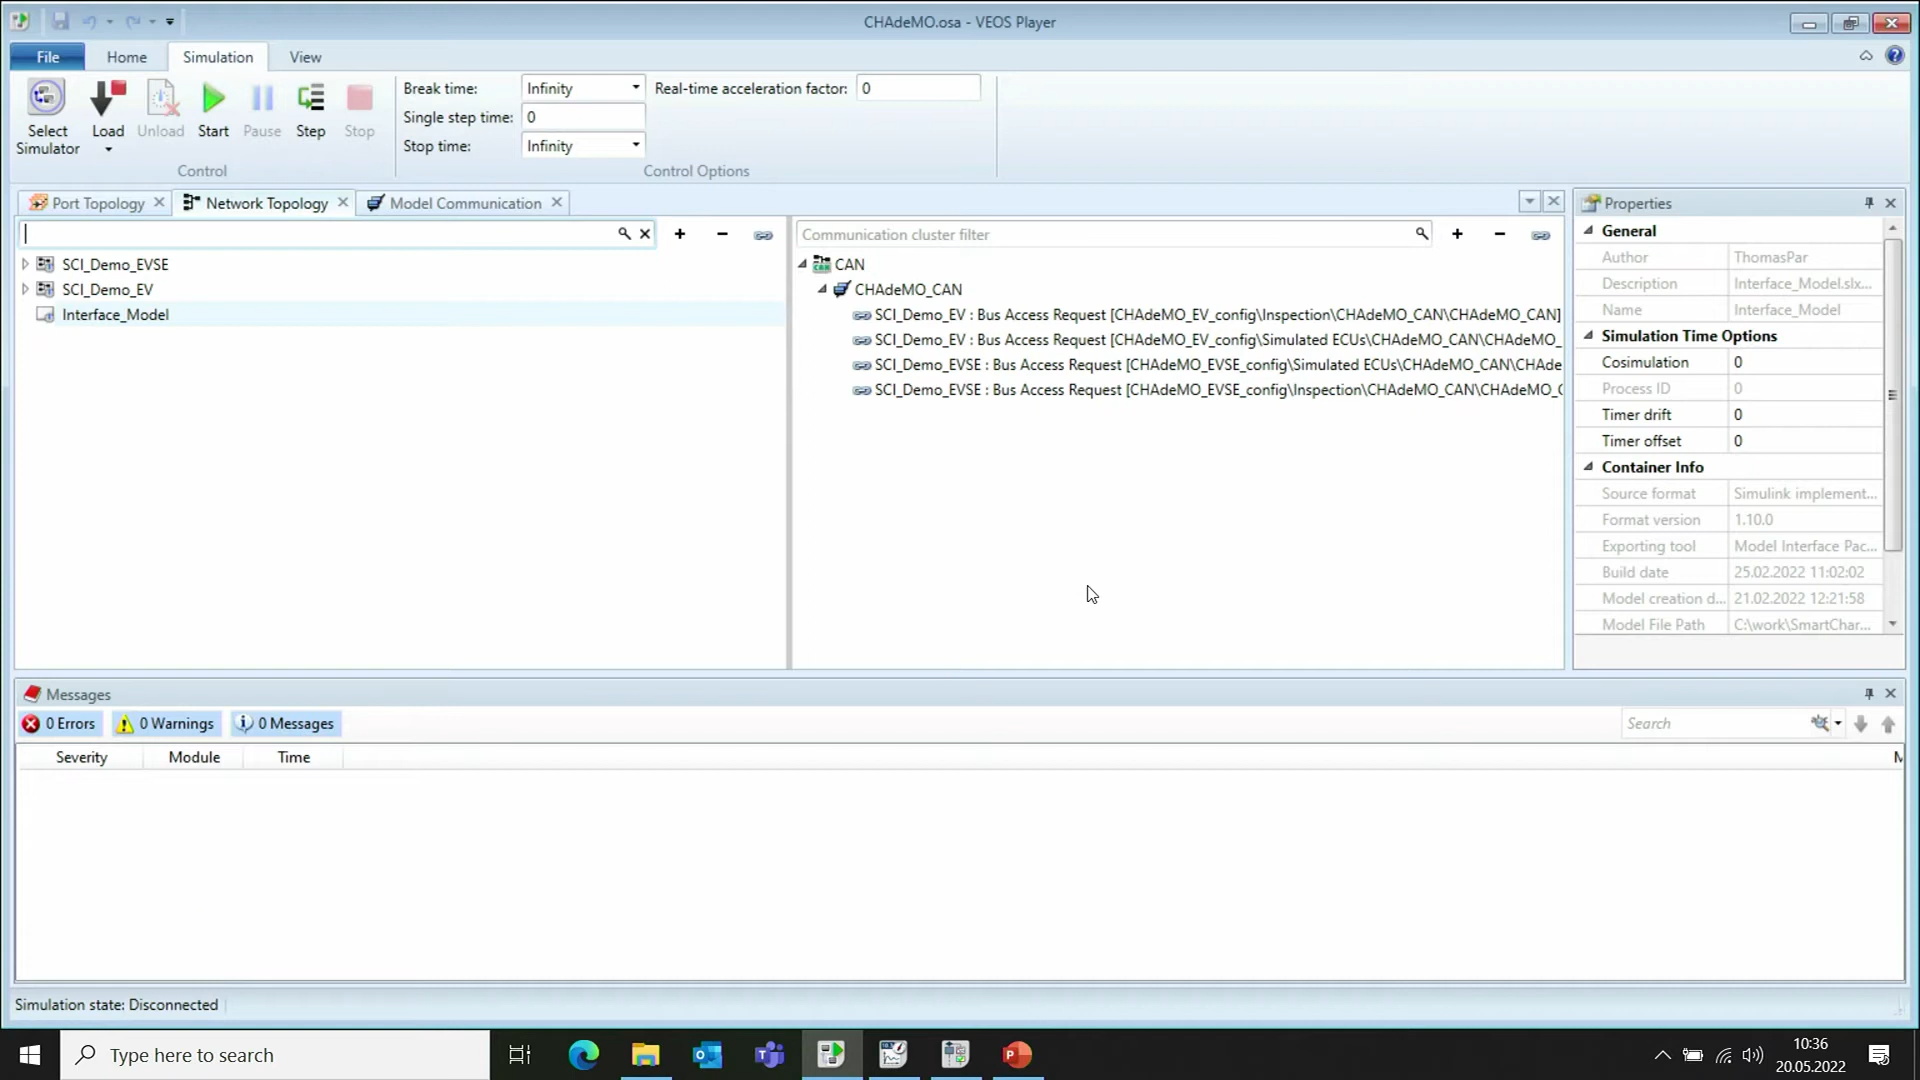 CHAdeMO.osa - VEOS Player
File
Home
Simulation
View
Select Simulator
Load
Unload
Start
Pause
Step
Stop
Control
Break time:
Infinity
Real-time acceleration factor:
0
Single step time:
0
Stop time:
Infinity
Control Options
Port Topology
Network Topology
Model Communication
SCI_Demo_EVSE
SCI_Demo_EV
Interface_Model
Communication cluster filter
CAN
CHAdeMO_CAN
SCI_Demo_EV : Bus Access Request [CHAdeMO_EV_config\Inspection\CHAdeMO_CAN\CHAdeMO_CAN]
SCI_Demo_EV : Bus Access Request [CHAdeMO_EV_config\Simulated ECUs\CHAdeMO_CAN\CHAdeMO_
SCI_Demo_EVSE : Bus Access Request [CHAdeMO_EVSE_config\Simulated ECUs\CHAdeMO_CAN\CHAde
SCI_Demo_EVSE : Bus Access Request [CHAdeMO_EVSE_config\Inspection\CHAdeMO_CAN\CHAdeMO_
Properties
General
Author ThomasPar
Description Interface_Model.slx...
Name Interface_Model
Simulation Time Options
Cosimulation 0
Process ID 0
Timer drift 0
Timer offset 0
Container Info
Source format Simulink implement...
Format version 1.10.0
Exporting tool Model Interface Pac...
Build date 25.02.2022 11:02:02
Model creation d... 21.02.2022 12:21:58
Model File Path C:\work\SmartChar...
Messages
0 Errors
0 Warnings
0 Messages
Search
Severity
Module
Time
Simulation state: Disconnected
Type here to search
10:36
20.05.2022